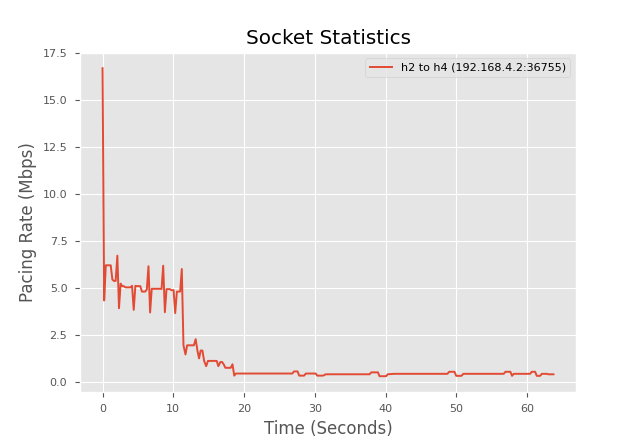 Socket Statistics
h2 to h4 (192.168.4.2:36755)
Pacing Rate (Mbps)
17.5
15.0
12.5
10.0
7.5
5.0
2.5
0.0
0 10 20 30 40 50 60
Time (Seconds)